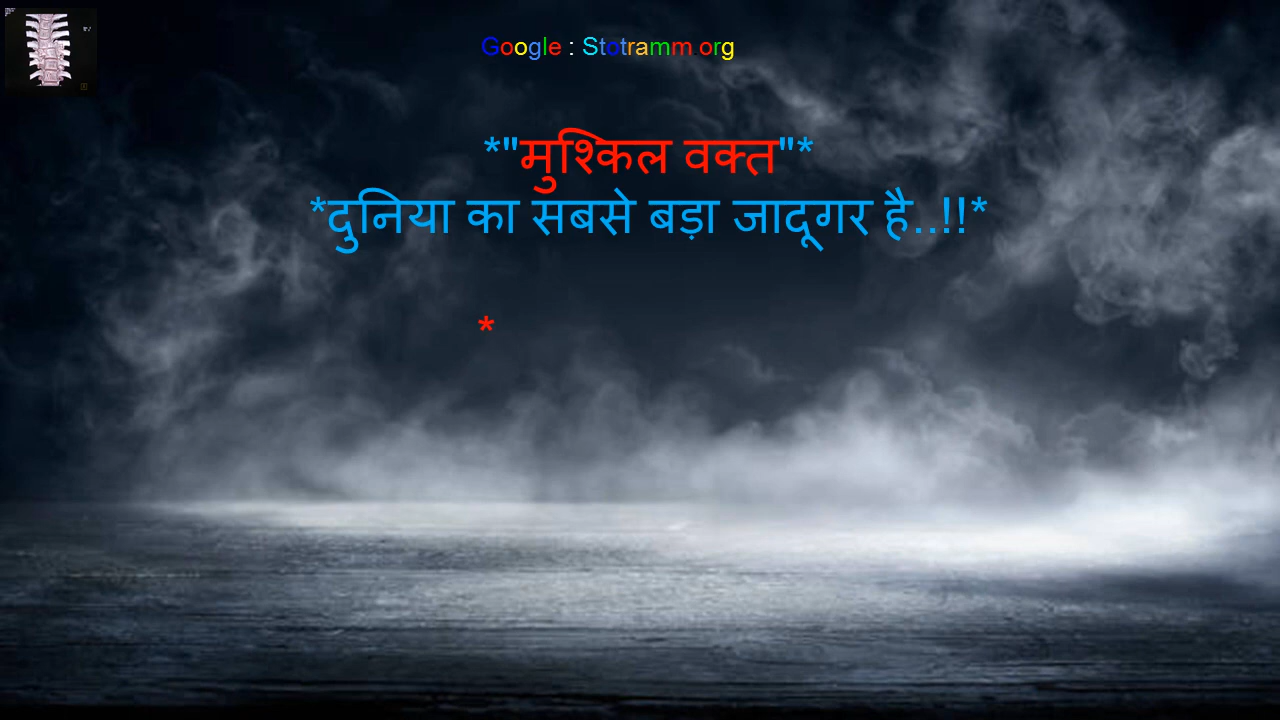 Google : Stotramm.org
*"मुश्किल वक्त"*
*दुनिया का सबसे बड़ा जादूगर है..!!*
*